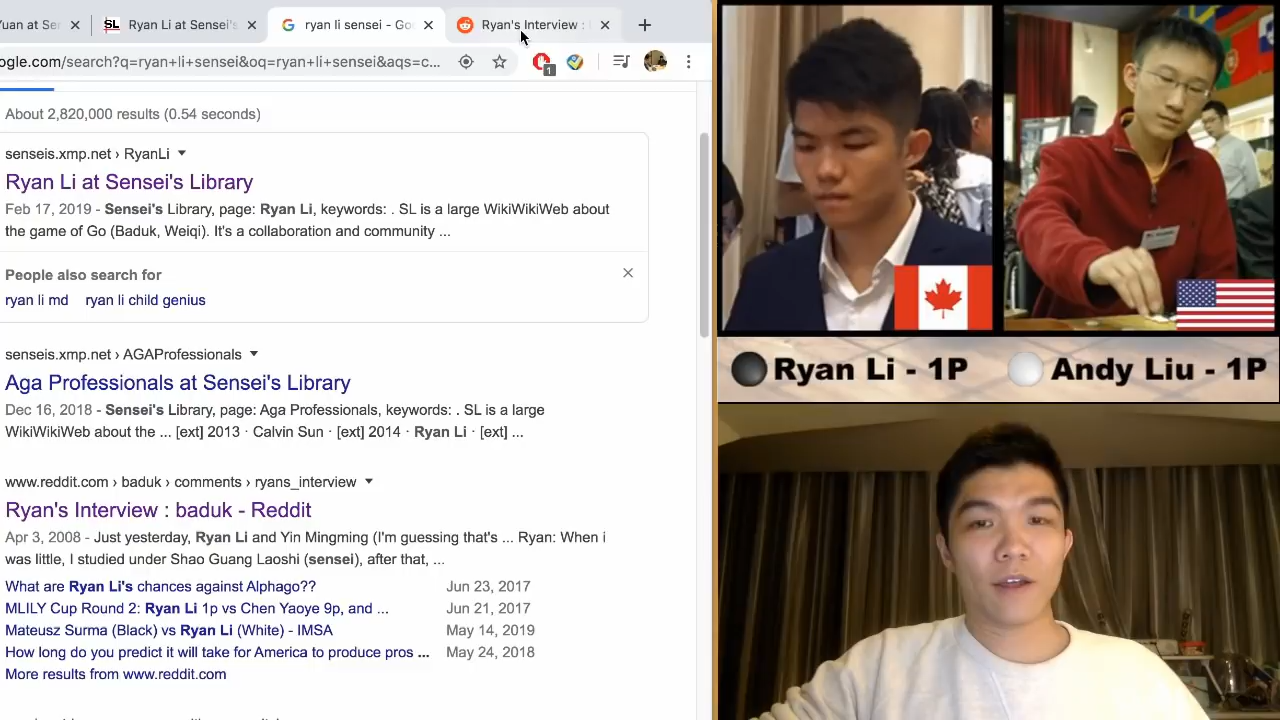 Yuan at Sen
SL Ryan Li at Sensei's
ryan li sensei - Goo
Ryan's Interview :
ogle.com/search?q=ryan+li+sensei&oq=ryan+li+sensei&aqs=c...
1
About 2,820,000 results (0.54 seconds)
senseis.xmp.net › RyanLi
Ryan Li at Sensei's Library
Feb 17, 2019 - Sensei's Library, page: Ryan Li, keywords: . SL is a large WikiWikiWeb about
the game of Go (Baduk, Weiqi). It's a collaboration and community ...
People also search for
ryan li md ryan li child genius
senseis.xmp.net › AGAProfessionals
Aga Professionals at Sensei's Library
Dec 16, 2018 - Sensei's Library, page: Aga Professionals, keywords: . SL is a large
WikiWikiWeb about the ... [ext] 2013 · Calvin Sun · [ext] 2014 · Ryan Li · [ext] ...
www.reddit.com › baduk › comments › ryans_interview
Ryan's Interview : baduk - Reddit
Apr 3, 2008 - Just yesterday, Ryan Li and Yin Mingming (I'm guessing that's ... Ryan: When i
was little, I studied under Shao Guang Laoshi (sensei), after that, ...
What are Ryan Li's chances against Alphago?? Jun 23, 2017
MLILY Cup Round 2: Ryan Li 1p vs Chen Yaoye 9p, and ... Jun 21, 2017
Mateusz Surma (Black) vs Ryan Li (White) - IMSA May 14, 2019
How long do you predict it will take for America to produce pros ... May 24, 2018
More results from www.reddit.com
Ryan Li - 1P
Andy Liu - 1P